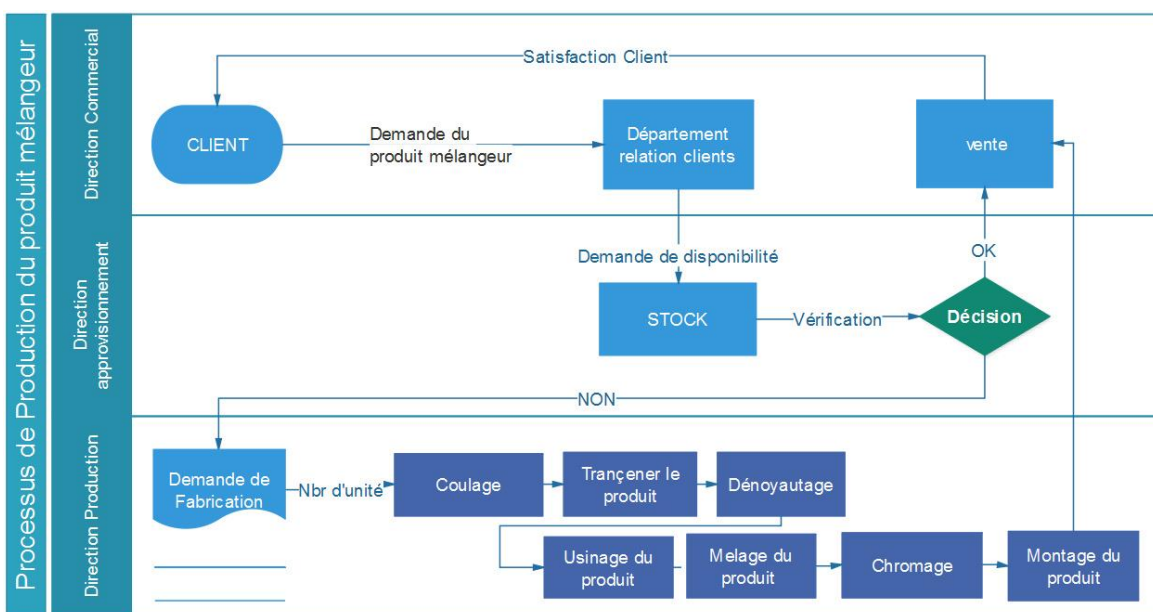 Processus de Production du produit mélangeur
Direction Commercial
Satisfaction Client
CLIENT
Demande du
produit mélangeur
Département
relation clients
vente
Direction
approvisionnement
Demande de disponibilité
OK
STOCK
Vérification
Décision
NON
Direction Production
Demande de
Fabrication
Nbr d'unité
Coulage
Trançener le
produit
Dénoyautage
Usinage du
produit
Melage du
produit
Chromage
Montage du
produit